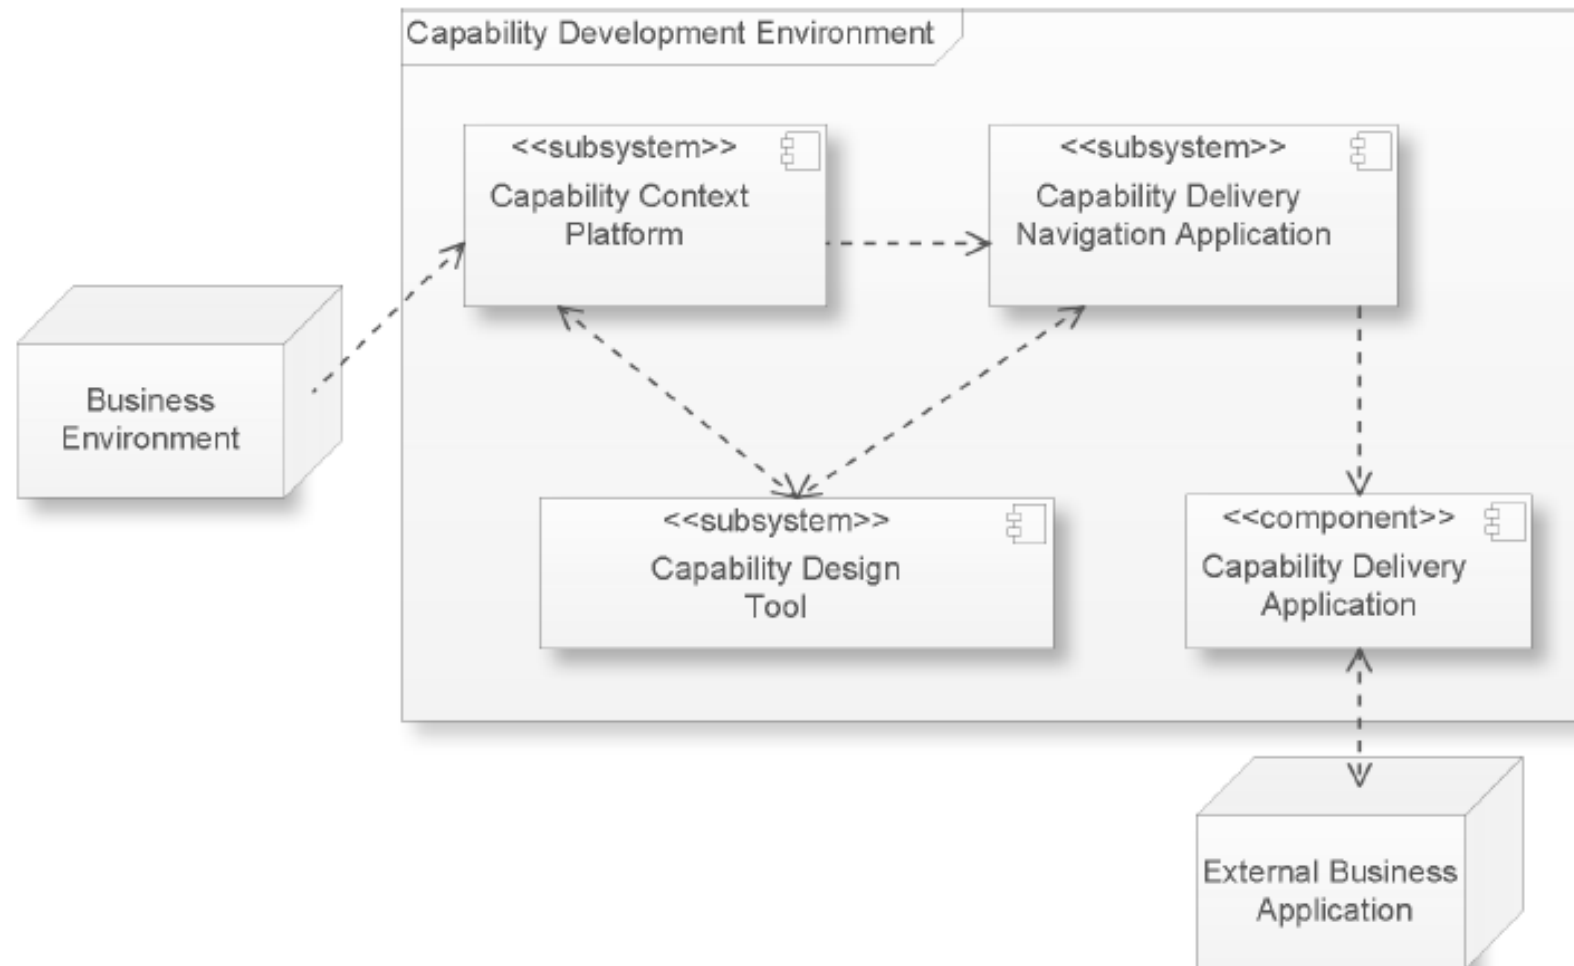 Capability Development Environment
<<subsystem>>
Capability Context
Platform
<<subsystem>>
Capability Delivery
Navigation Application
Business
Environment
<<subsystem>>
Capability Design
Tool
<<component>>
Capability Delivery
Application
External Business
Application